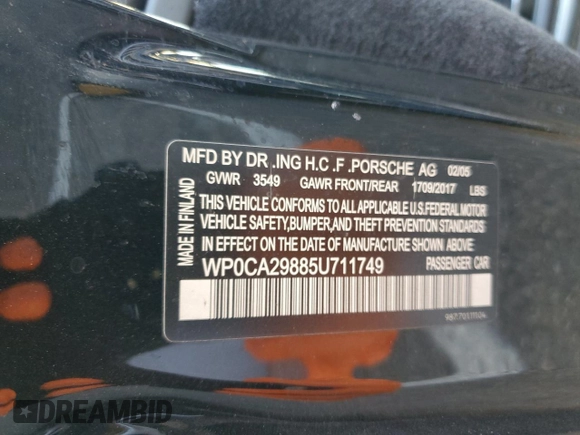 MFD BY DR .ING H.C .F .PORSCHE AG 02/05
GVWR 3549 GAWR FRONT/REAR 1709/2017 LBS
MADE IN FINLAND
THIS VEHICLE CONFORMS TO ALL APPLICABLE U.S.FEDERAL MOTOR
VEHICLE SAFETY,BUMPER,AND THEFT PREVENTION STANDARDS
IN EFFECT ON THE DATE OF MANUFACTURE SHOWN ABOVE
WP0CA29885U711749 PASSENGER CAR
DREAMBID